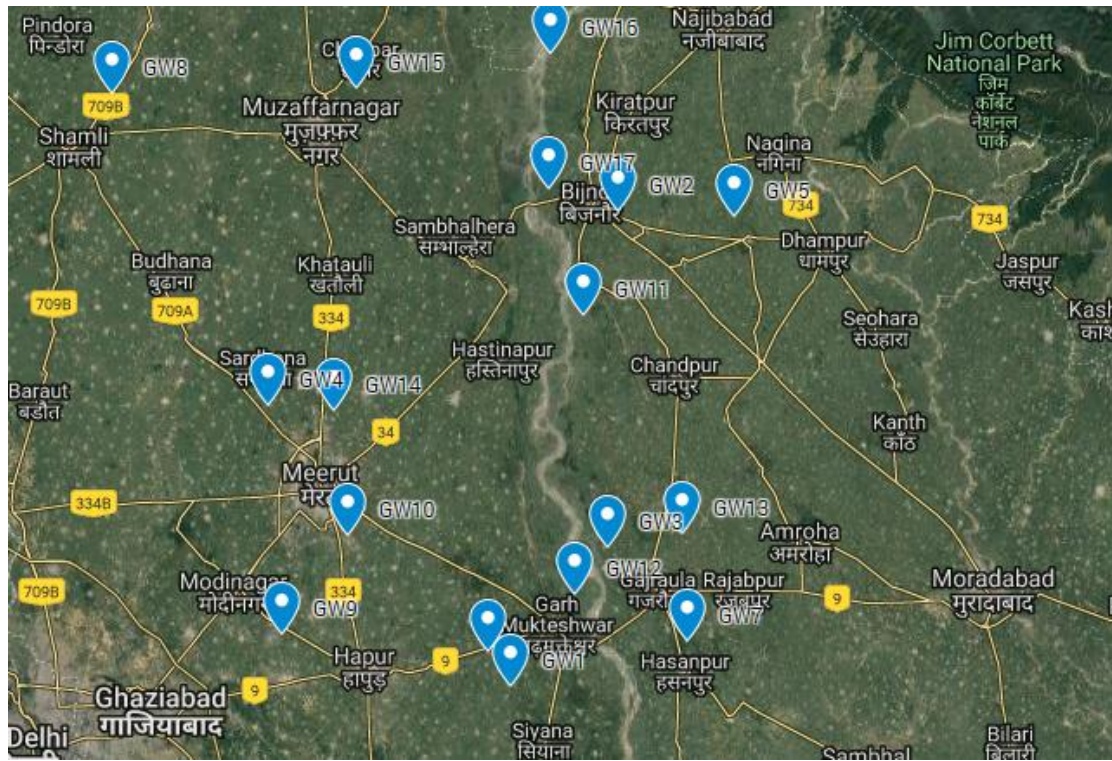 Pindora
पिन्डोरा
GW8
709B
Shamli
शामली
GW15
Muzaffarnagar
मुज़फ़्फ़र
नगर
GW16
Najibabad
नजीबाबाद
Jim Corbett
National Park
जिम
कॉर्बेट
नेशनल
पार्क
Kiratpur
किरतपुर
Nagina
नगिना
GW17
GW2
GW5
734
734
बिजनौर
Sambhalhera
सम्भाल्हेरा
Dhampur
धामपुर
Jaspur
जसपुर
Budhana
बुढ़ाना
Khatauli
खतौली
709B
709A
334
GW11
Seohara
सेउहारा
Hastinapur
हस्तिनापुर
Chandpur
चांदपुर
GW4
GW14
Baraut
बड़ौत
34
Kanth
काँठ
Meerut
334B
GW10
GW3
GW13
Amroha
अमरोहा
GW12
Rajabpur
रजबपुर
Moradabad
मुरादाबाद
9
709B
Modinagar
334
GW9
GW7
Garh
Mukteshwar
GW1
Hapur
हापुड़
9
9
Hasanpur
हसनपुर
Ghaziabad
गाजियाबाद
Delhi
Siyana
सियाना
Sambhal
Bilari
बिलारी